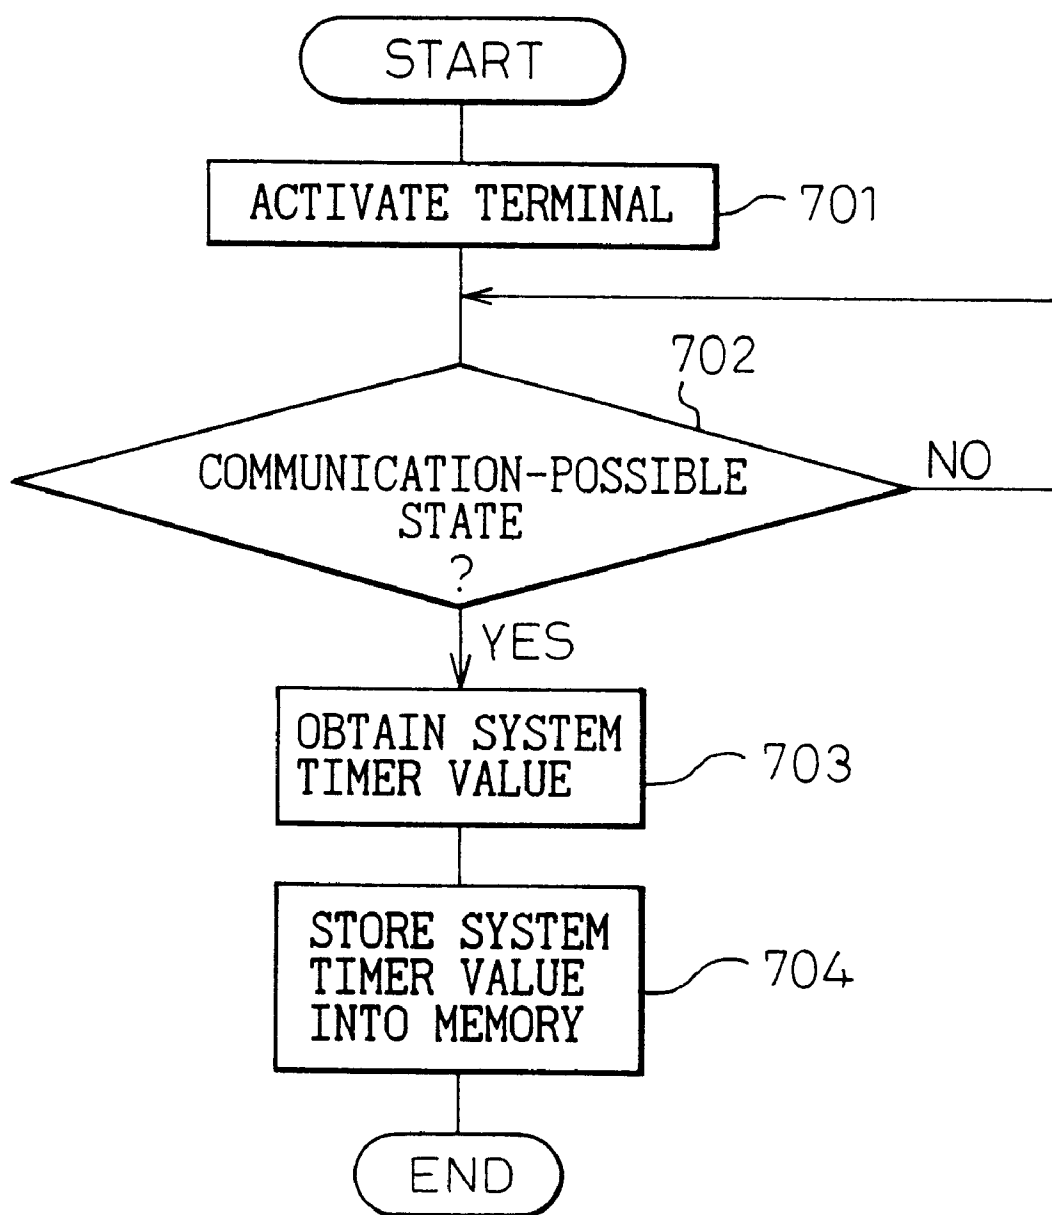 START
ACTIVATE TERMINAL
701
702
COMMUNICATION-POSSIBLE
STATE
?
NO
YES
OBTAIN SYSTEM
TIMER VALUE
703
STORE SYSTEM
TIMER VALUE
INTO MEMORY
704
END